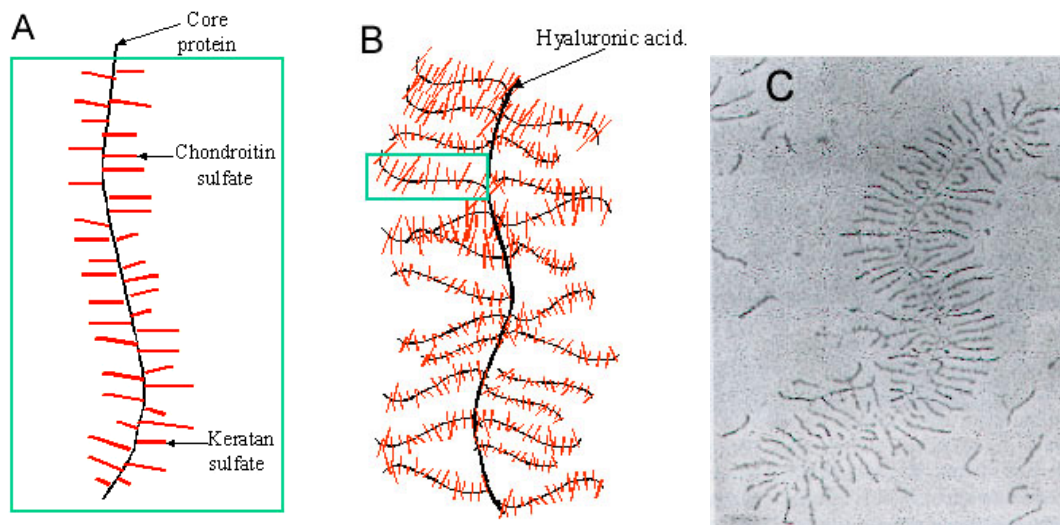 A
Core
protein
Chondroitin
sulfate
Keratan
sulfate
B
Hyaluronic acid.
C